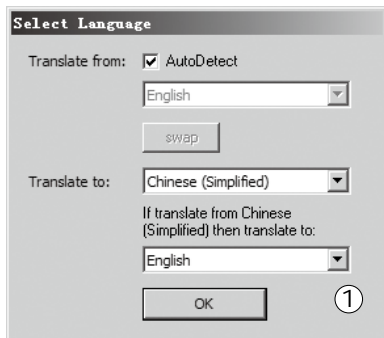 Select Language
Translate from: AutoDetect
English
swap
Translate to: Chinese (Simplified)
If translate from Chinese
(Simplified) then translate to:
English
OK ①